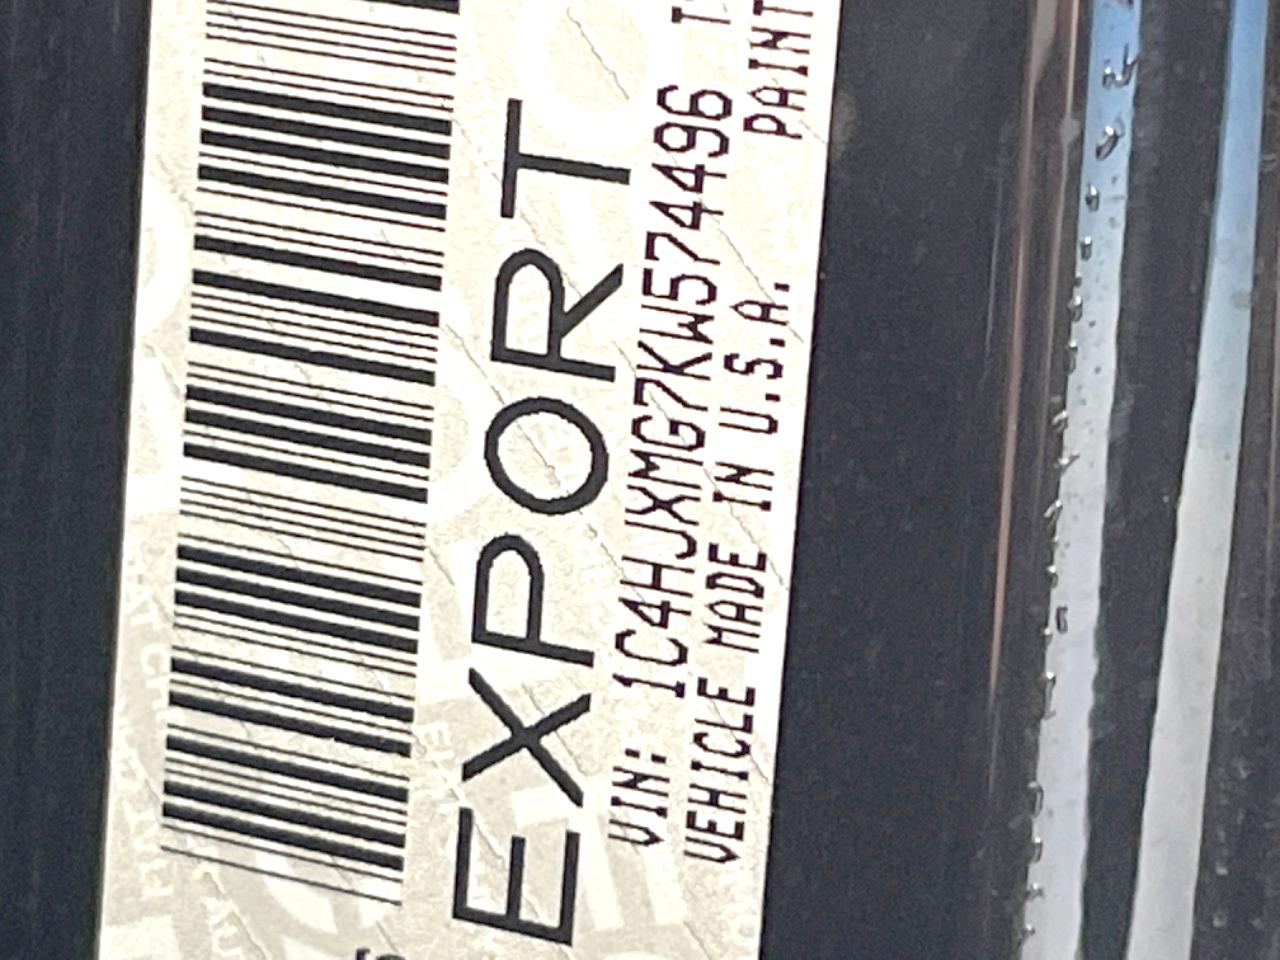 EXPORT
VIN: 1C4HJXMG7KW574496
VEHICLE MADE IN U.S.A. PAINT